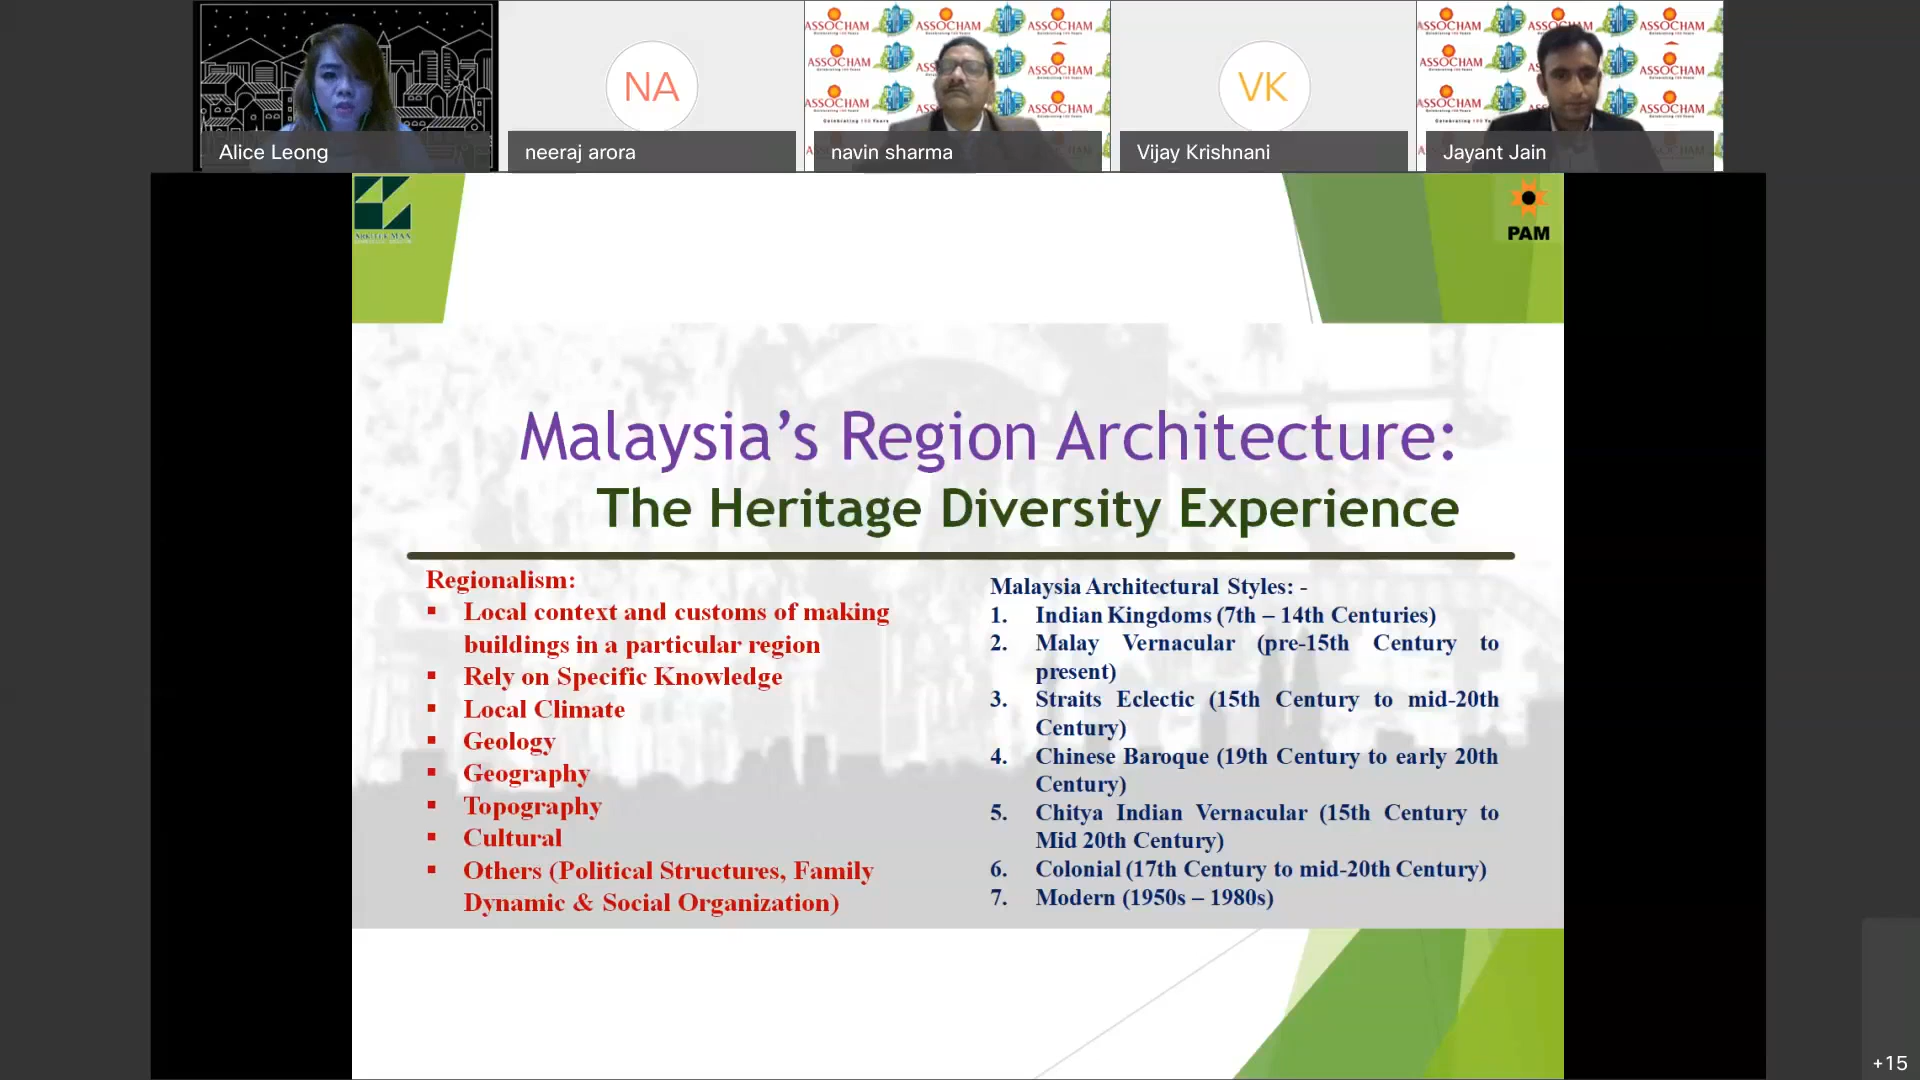 Alice Leong
NA
neeraj arora
ASSOCHAM
navin sharma
VK
Vijay Krishnani
ASSOCHAM
Jayant Jain
PAM
Malaysia’s Region Architecture:
The Heritage Diversity Experience
Regionalism:
▪ Local context and customs of making
buildings in a particular region
▪ Rely on Specific Knowledge
▪ Local Climate
▪ Geology
▪ Geography
▪ Topography
▪ Cultural
▪ Others (Political Structures, Family
Dynamic & Social Organization)
Malaysia Architectural Styles: -
1. Indian Kingdoms (7th – 14th Centuries)
2. Malay Vernacular (pre-15th Century to
present)
3. Straits Eclectic (15th Century to mid-20th
Century)
4. Chinese Baroque (19th Century to early 20th
Century)
5. Chitya Indian Vernacular (15th Century to
Mid 20th Century)
6. Colonial (17th Century to mid-20th Century)
7. Modern (1950s – 1980s)
+15